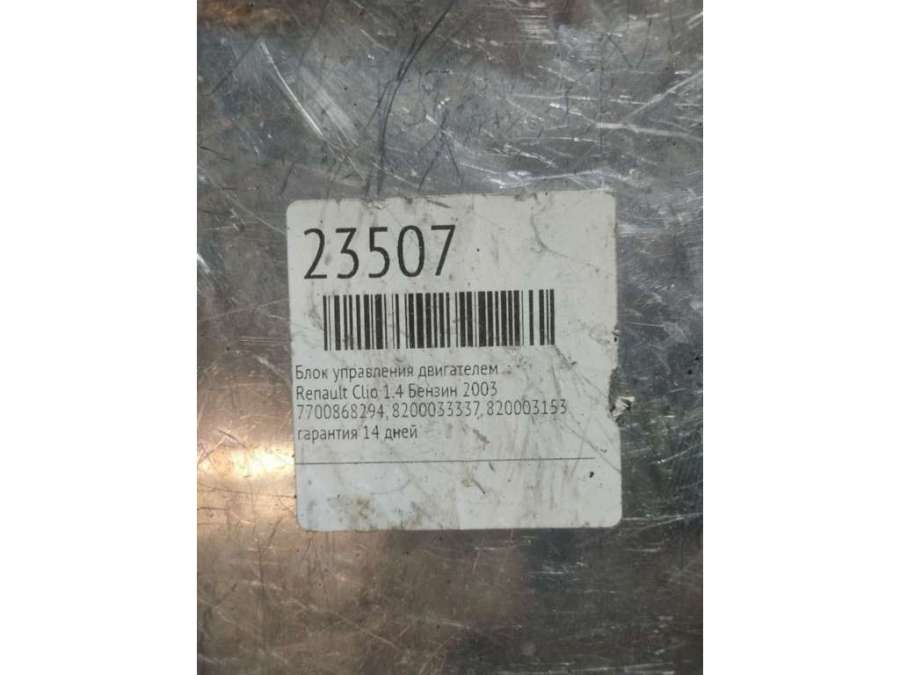 23507
Блок управления двигателем
Renault Clio 1.4 Бензин 2003
7700868294, 8200033337, 820003153
гарантия 14 дней